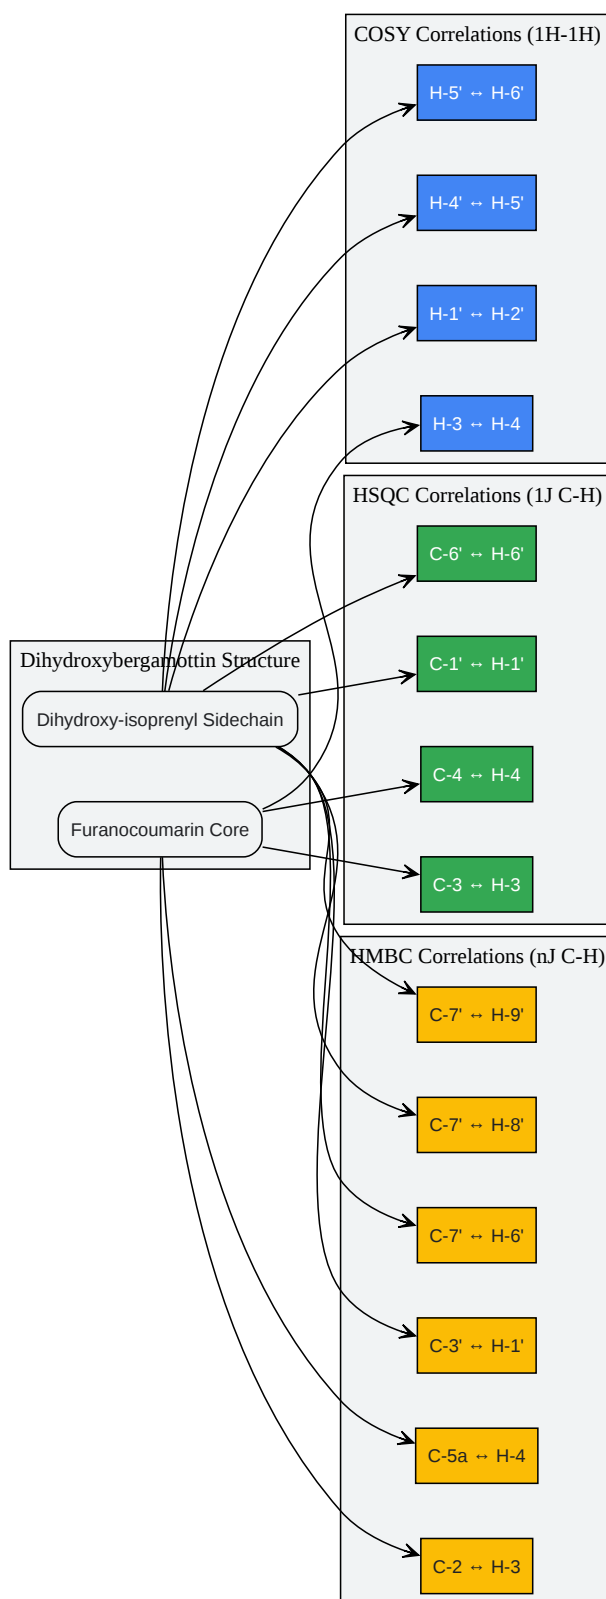 COSY Correlations (1H-1H)
H-5' ↔ H-6'
H-4' ↔ H-5'
H-1' ↔ H-2'
H-3 ↔ H-4
HSQC Correlations (1J C-H)
C-6' ↔ H-6'
C-1' ↔ H-1'
C-4 ↔ H-4
C-3 ↔ H-3
Dihydroxybergamottin Structure
Dihydroxy-isoprenyl Sidechain
Furanocoumarin Core
HMBC Correlations (nJ C-H)
C-7' ↔ H-9'
C-7' ↔ H-8'
C-7' ↔ H-6'
C-3' ↔ H-1'
C-5a ↔ H-4
C-2 ↔ H-3